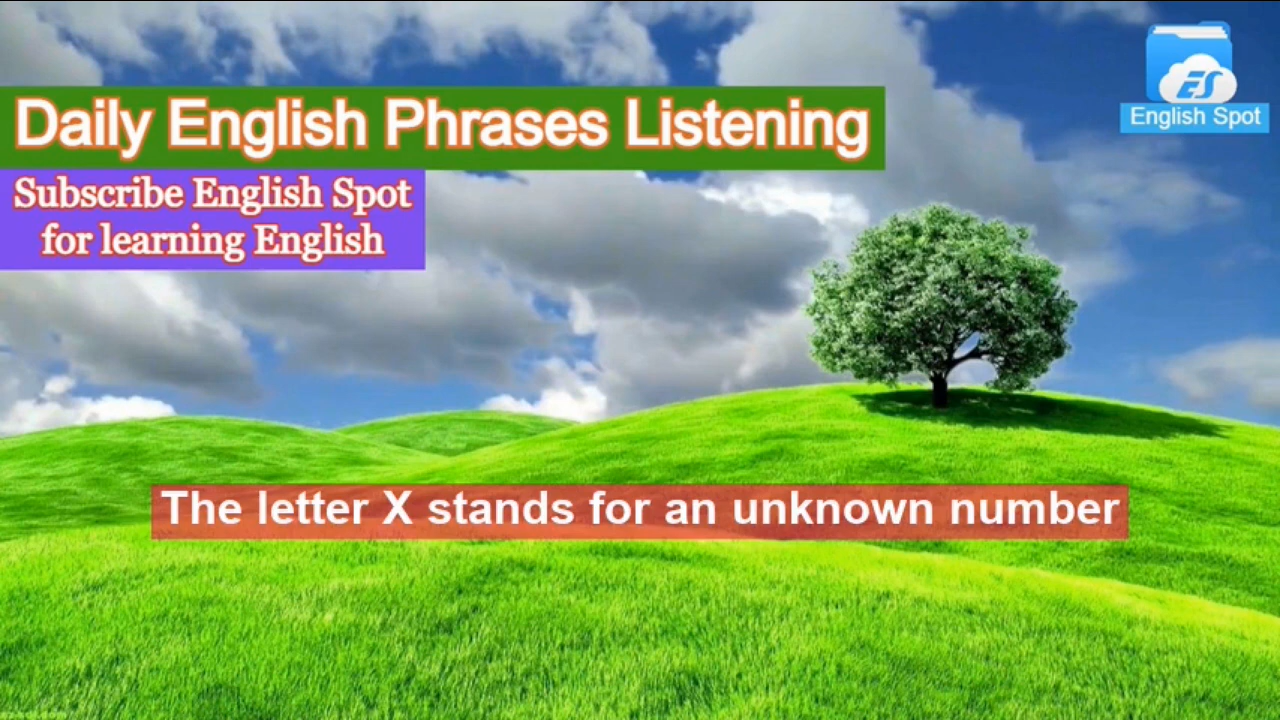 Daily English Phrases Listening
Subscribe English Spot
for learning English
ES
English Spot
The letter X stands for an unknown number